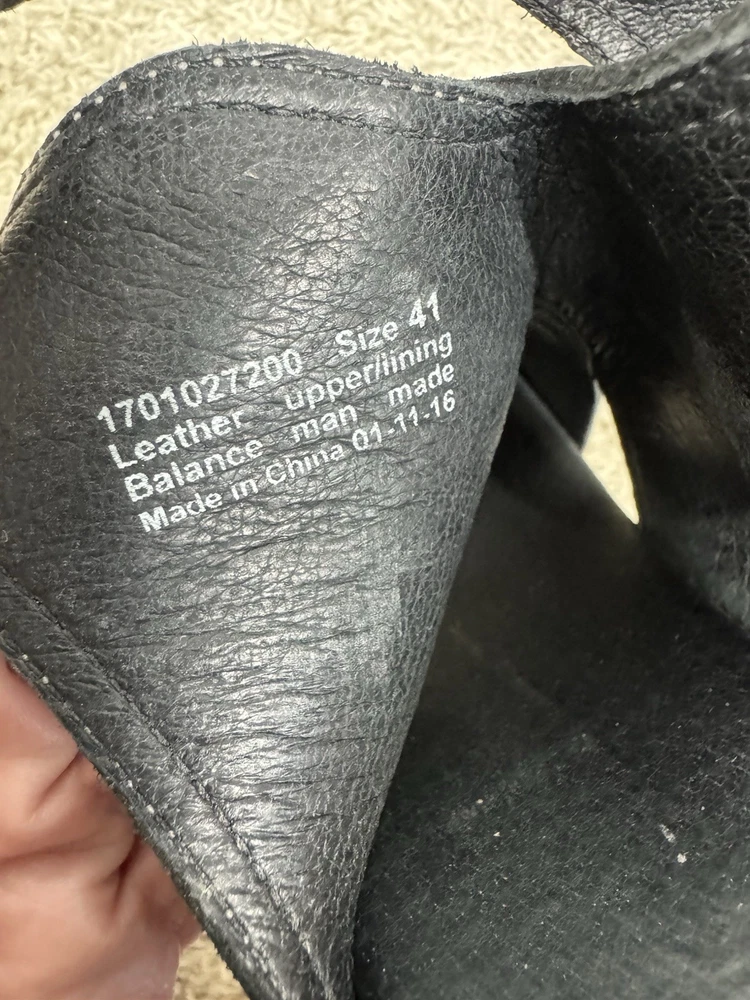 1701027200 Size 41
Leather upper/lining
Balance man made
Made in China 01-11-16